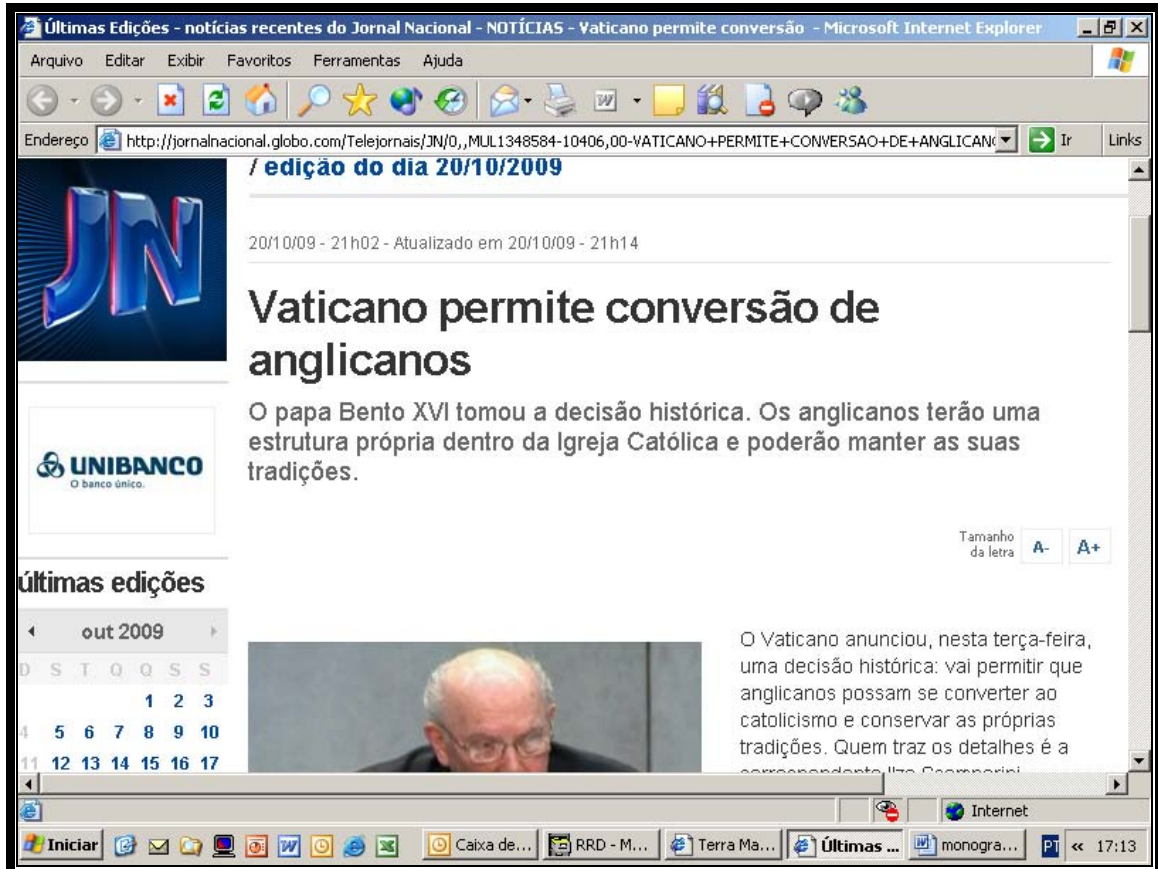 Últimas Edições - notícias recentes do Jornal Nacional - NOTÍCIAS - Vaticano permite conversão - Microsoft Internet Explorer
Arquivo Editar Exibir Favoritos Ferramentas Ajuda
Endereço http://jornalnacional.globo.com/Telejornais/JN/0,,MUL1348584-10406,00-VATICANO+PERMITE+CONVERSAO+DE+ANGLICAN Ir Links
/ edição do dia 20/10/2009
JN
20/10/09 - 21h02 - Atualizado em 20/10/09 - 21h14
Vaticano permite conversão de
anglicanos
O papa Bento XVI tomou a decisão histórica. Os anglicanos terão uma
estrutura própria dentro da Igreja Católica e poderão manter as suas
tradições.
UNIBANCO
O banco único.
Tamanho
da letra A- A+
últimas edições
out 2009
D S T Q Q S S
1 2 3
4 5 6 7 8 9 10
11 12 13 14 15 16 17
O Vaticano anunciou, nesta terça-feira,
uma decisão histórica: vai permitir que
anglicanos possam se converter ao
catolicismo e conservar as próprias
tradições. Quem traz os detalhes é a
Internet
Iniciar Caixa de... RRD - M... Terra Ma... Últimas ... monogra... PT « 17:13